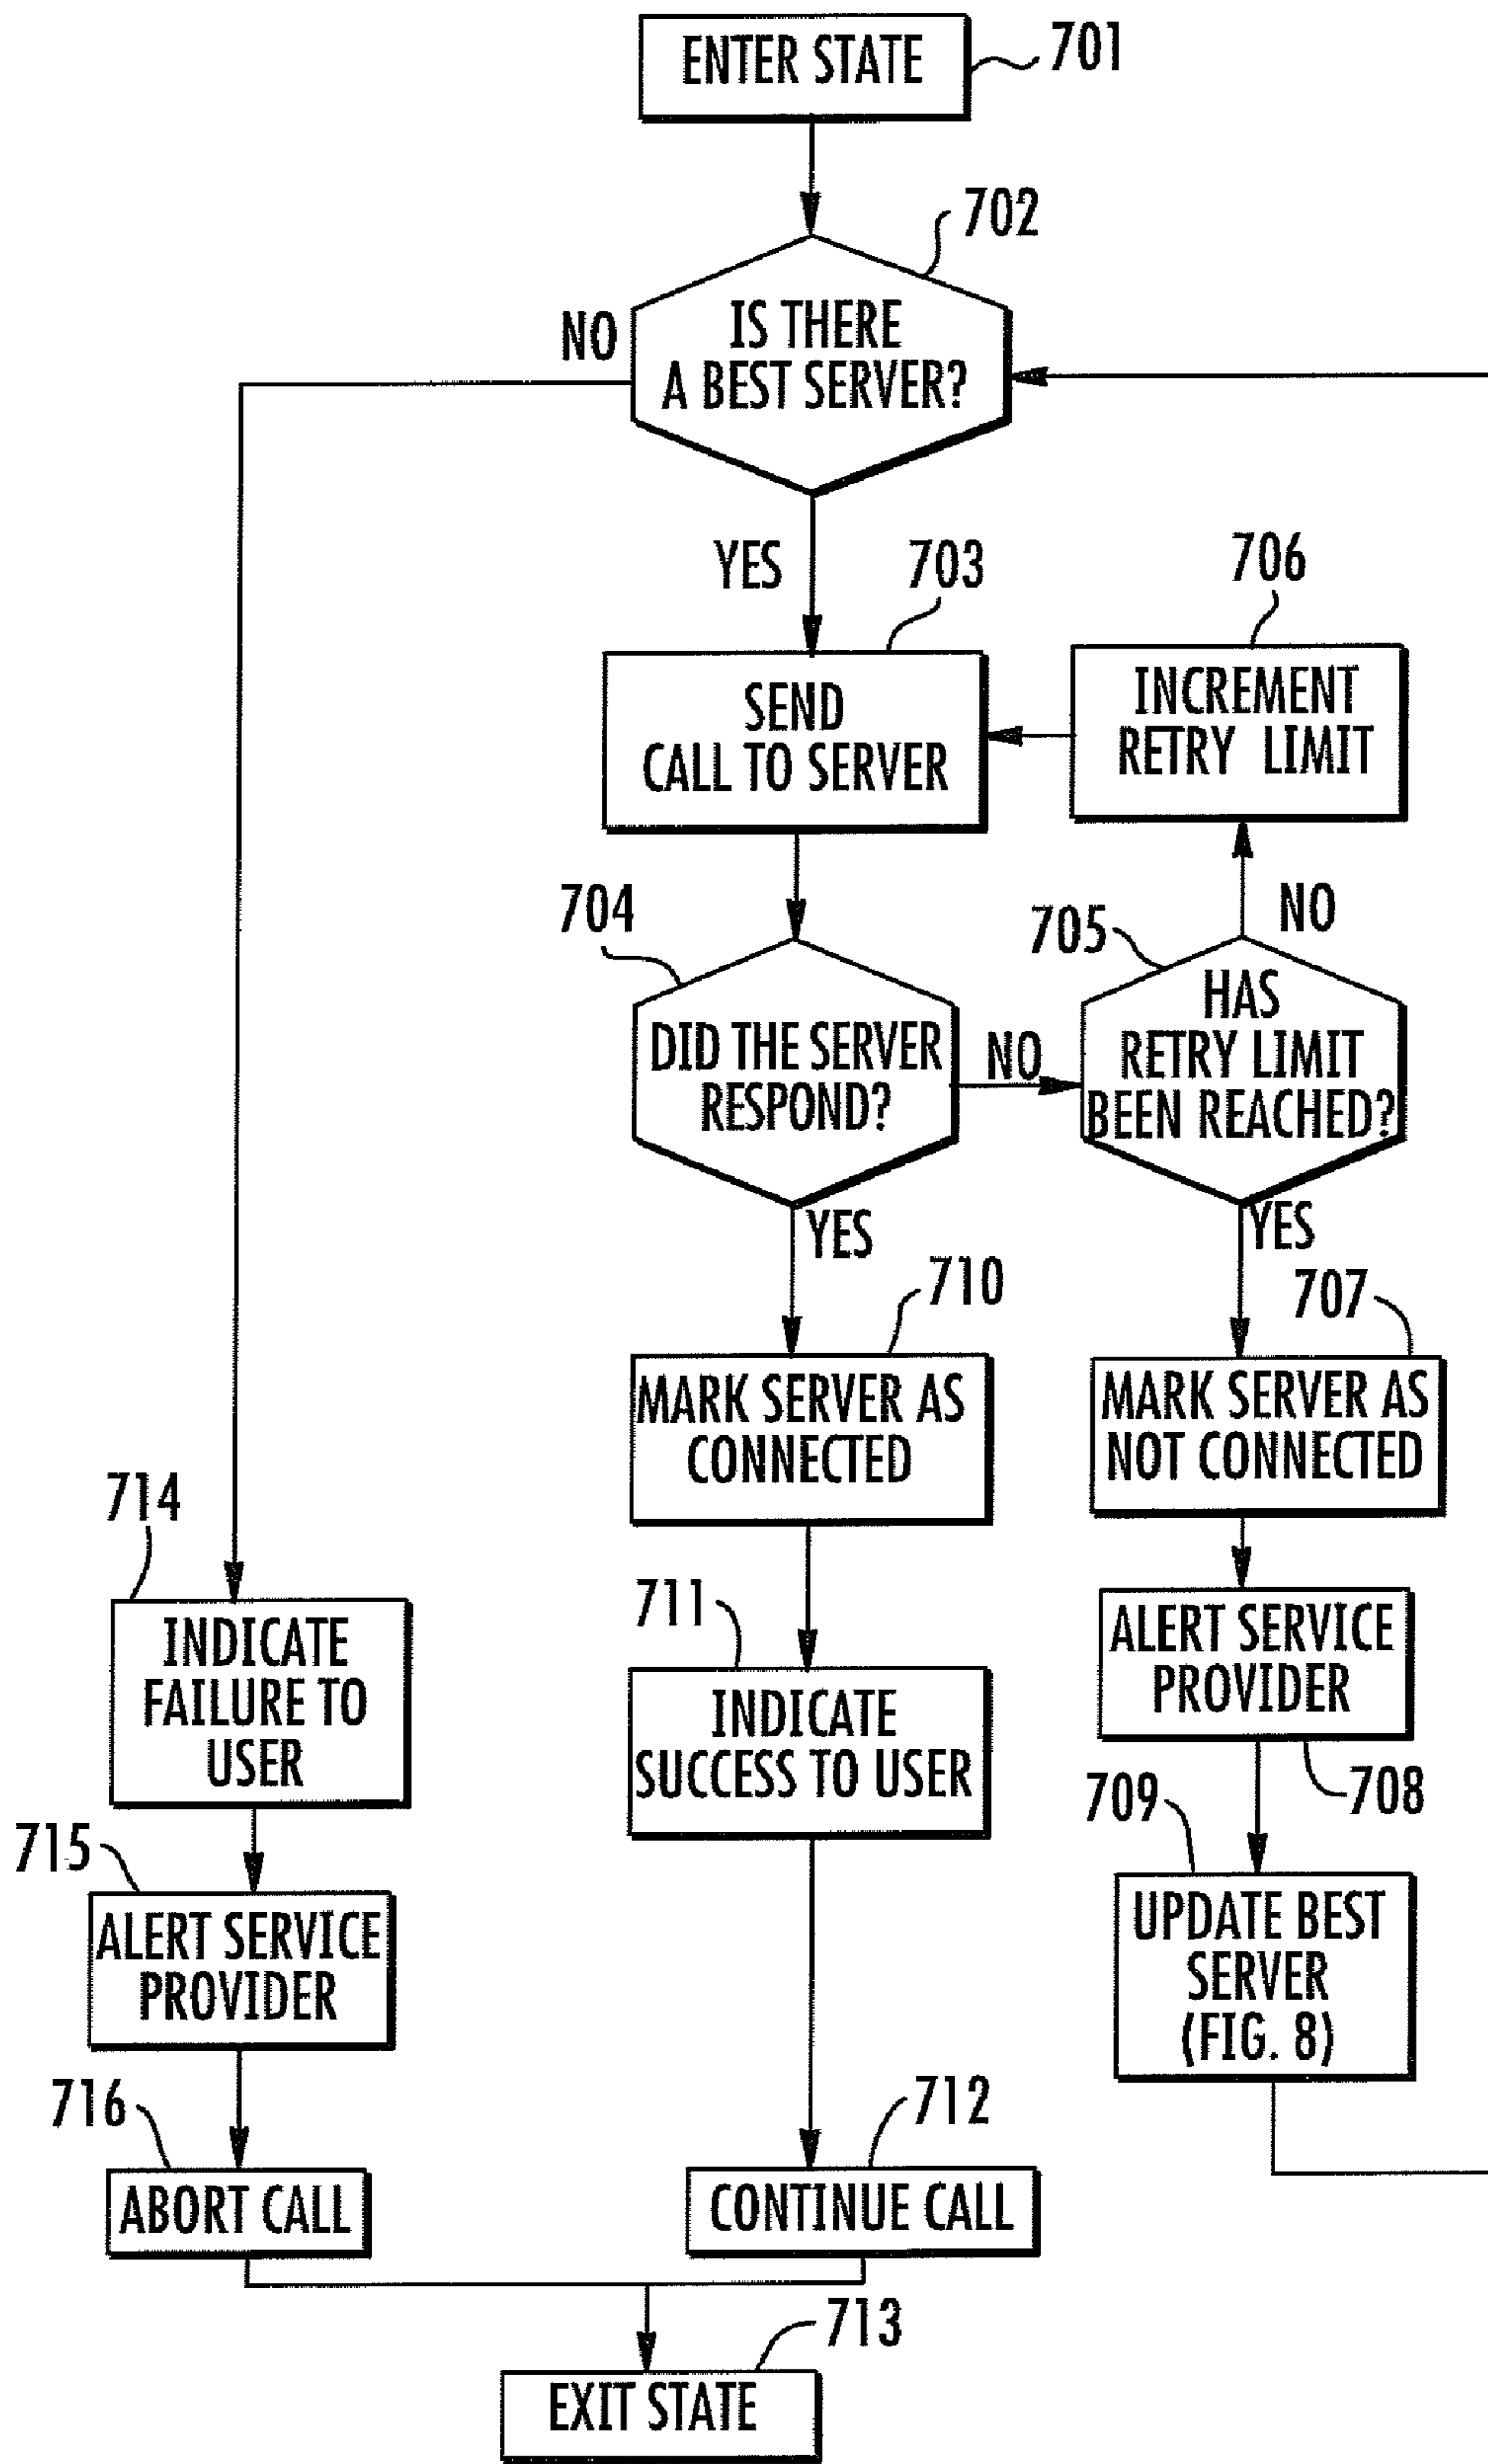 ENTER STATE
701
702
IS THERE
A BEST SERVER?
NO
YES
703
706
SEND
CALL TO SERVER
INCREMENT
RETRY LIMIT
704
705
NO
DID THE SERVER
RESPOND?
NO
HAS
RETRY LIMIT
BEEN REACHED?
YES
YES
710
707
MARK SERVER AS
CONNECTED
MARK SERVER AS
NOT CONNECTED
714
711
INDICATE
FAILURE TO
USER
INDICATE
SUCCESS TO USER
ALERT SERVICE
PROVIDER
708
709
715
ALERT SERVICE
PROVIDER
UPDATE BEST
SERVER
(FIG. 8)
716
712
ABORT CALL
CONTINUE CALL
713
EXIT STATE